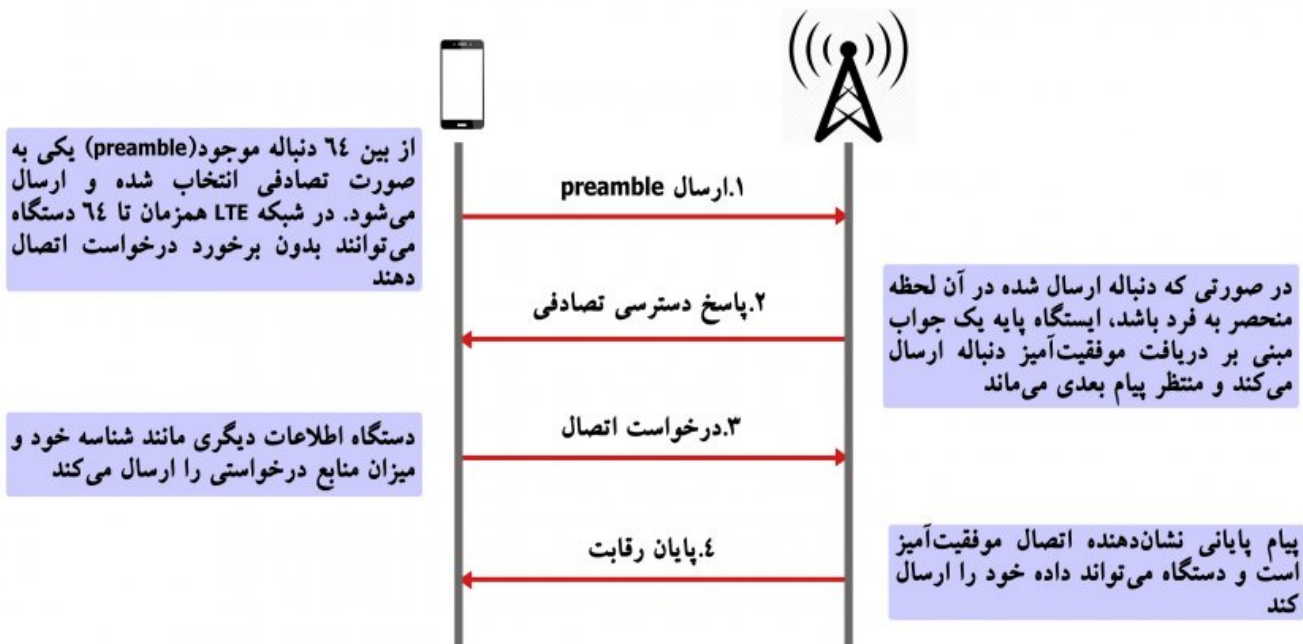 از بین ٦٤ دنباله موجود(preamble) یکی به
صورت تصادفی انتخاب شده و ارسال
می‌شود. در شبکه LTE همزمان تا ٦٤ دستگاه
می‌توانند بدون برخورد درخواست اتصال
دهند
۱.ارسال preamble
در صورتی که دنباله ارسال شده در آن لحظه
منحصر به فرد باشد، ایستگاه پایه یک جواب
مبنی بر دریافت موفقیت‌آمیز دنباله ارسال
می‌کند و منتظر پیام بعدی می‌ماند
۲.پاسخ دسترسی تصادفی
دستگاه اطلاعات دیگری مانند شناسه خود و
میزان منابع درخواستی را ارسال می‌کند
۳.درخواست اتصال
پیام پایانی نشان‌دهنده اتصال موفقیت‌آمیز
است و دستگاه می‌تواند داده خود را ارسال
کند
٤.پایان رقابت